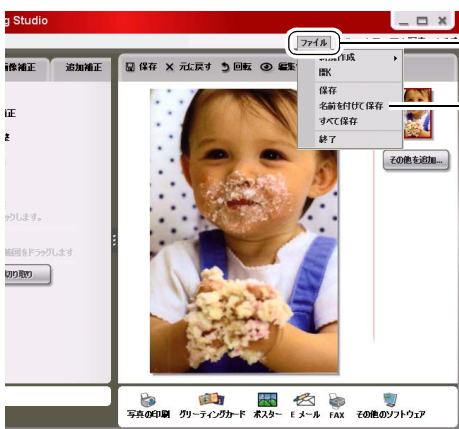 g Studio
ファイル
像補正 追加補正
保存 元に戻す 回転
新規作成
開く
保存
名前を付けて保存
すべて保存
終了
その他を追加...
正
ックします。
範囲をドラッグします
切り取り
写真の印刷 グリーティングカード ポスター E メール FAX その他のソフトウェア